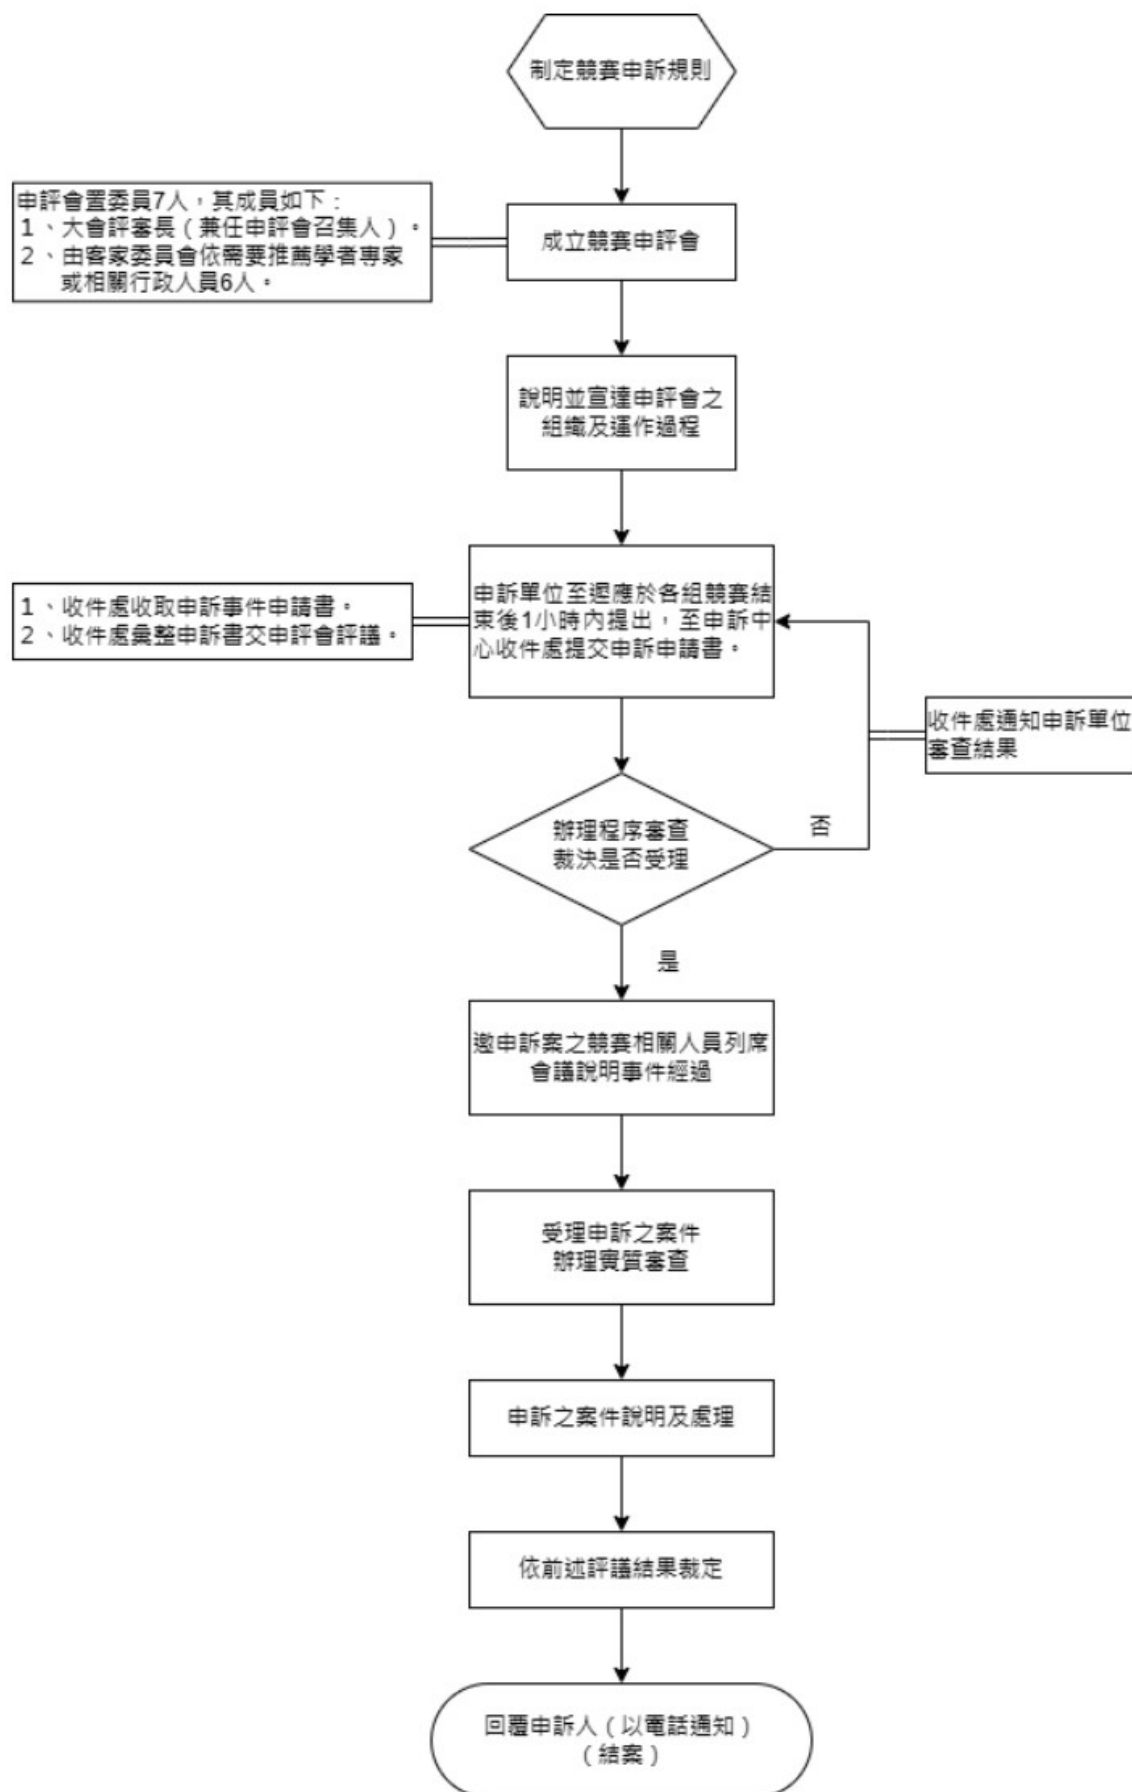 制定競賽申訴規則
申評會置委員7人，其成員如下：
1、大會評審長（兼任申評會召集人）。
2、由客家委員會依需要推薦學者專家
或相關行政人員6人。
成立競賽申評會
說明並宣達申評會之
組織及運作過程
1、收件處收取申訴事件申請書。
2、收件處彙整申訴書交申評會評議。
申訴單位至遲應於各組競賽結
束後1小時內提出，至申訴中
心收件處提交申訴申請書。
收件處通知申訴單位
審查結果
辦理程序審查
裁決是否受理
否
是
邀申訴案之競賽相關人員列席
會議說明事件經過
受理申訴之案件
辦理實質審查
申訴之案件說明及處理
依前述評議結果裁定
回覆申訴人（以電話通知）
（結案）